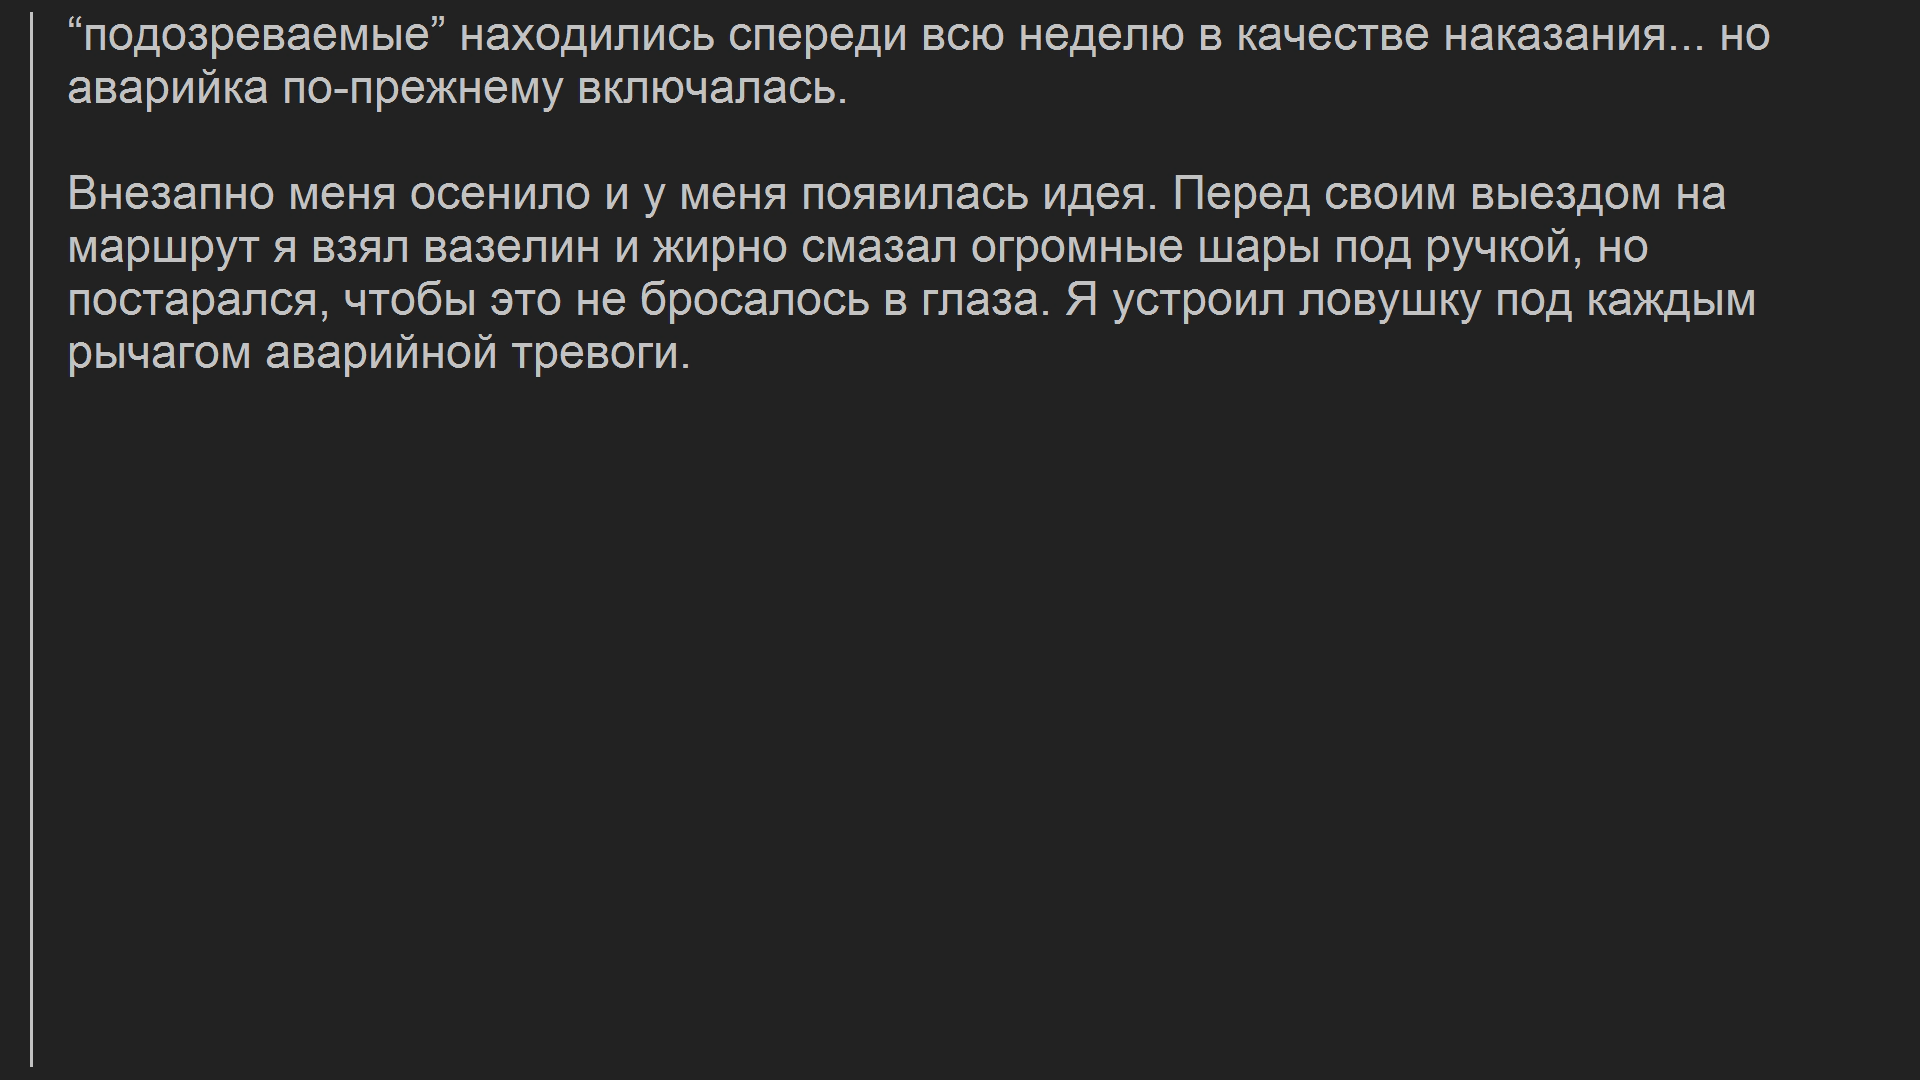 “подозреваемые” находились спереди всю неделю в качестве наказания... но
аварийка по-прежнему включалась.
Внезапно меня осенило и у меня появилась идея. Перед своим выездом на
маршрут я взял вазелин и жирно смазал огромные шары под ручкой, но
постарался, чтобы это не бросалось в глаза. Я устроил ловушку под каждым
рычагом аварийной тревоги.